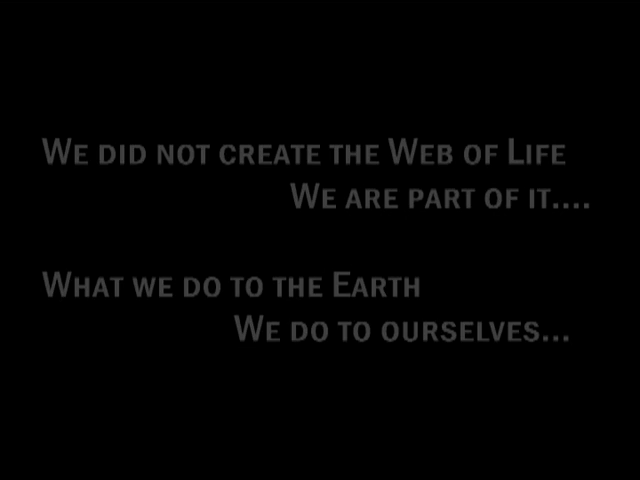 We did not create the Web of Life
We are part of it....
What we do to the Earth
We do to ourselves...